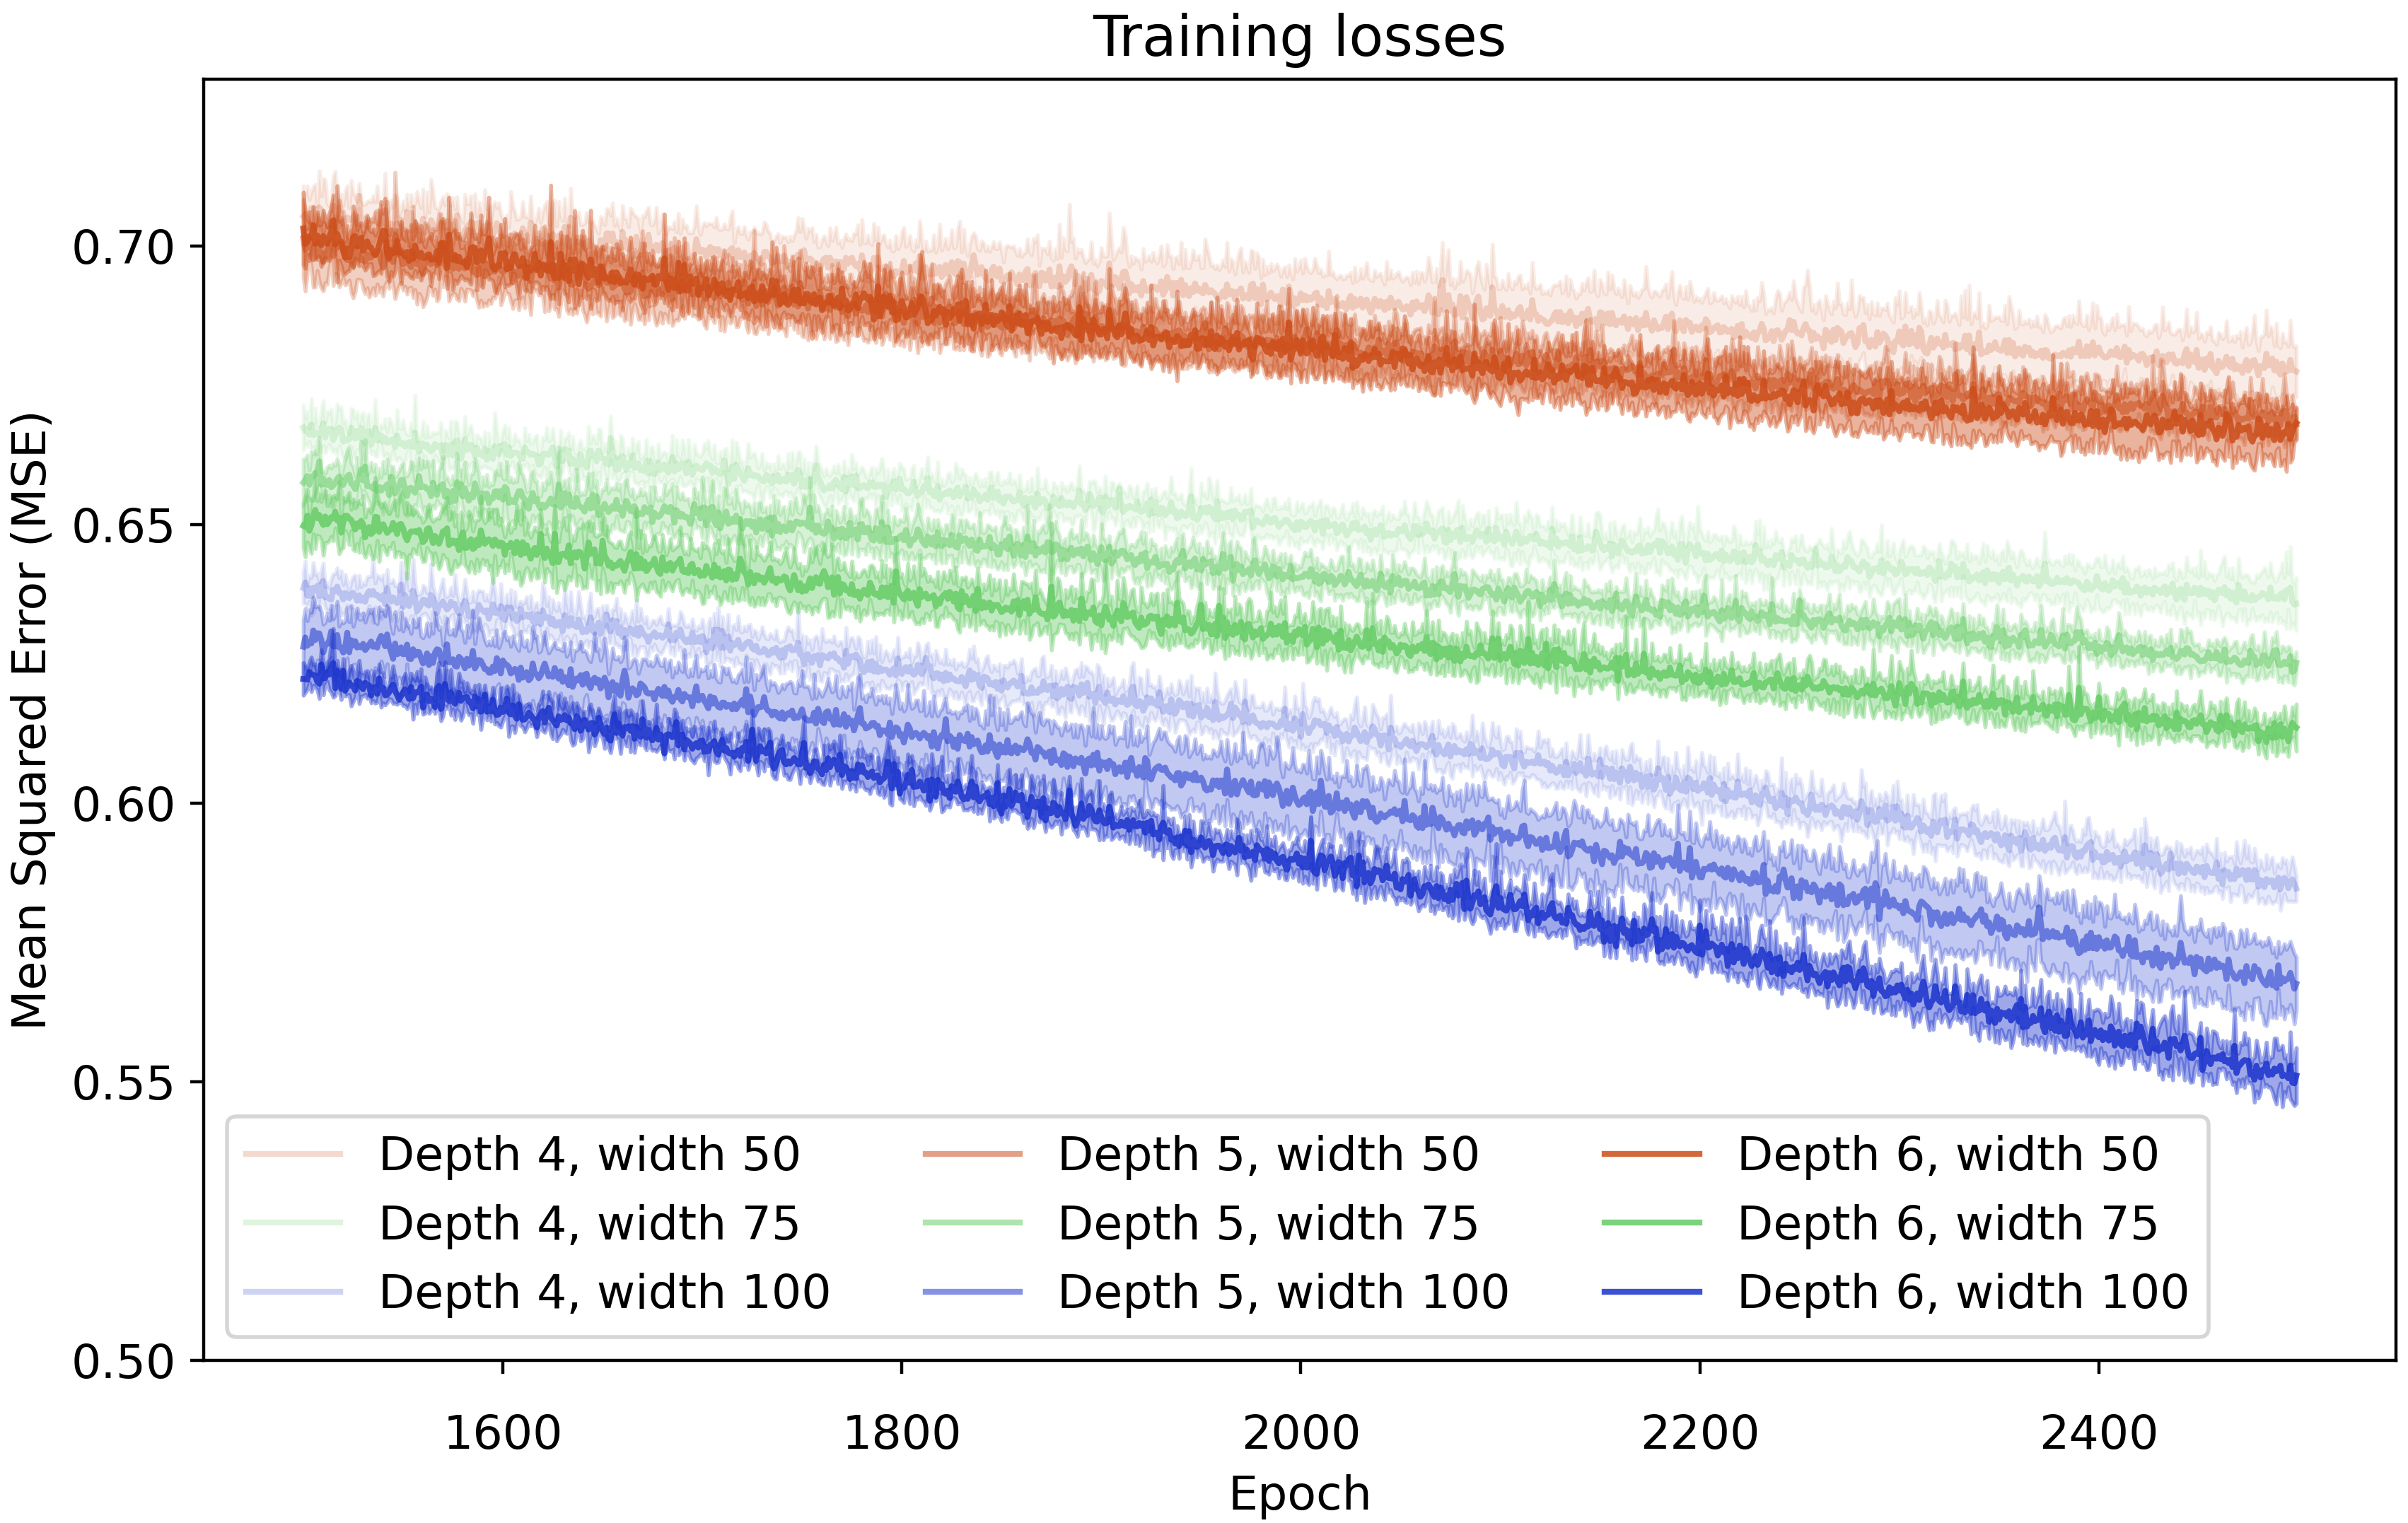 Training losses
Mean Squared Error (MSE)
0.70
0.65
0.60
0.55
0.50
Depth 4, width 50
Depth 5, width 50
Depth 6, width 50
Depth 4, width 75
Depth 5, width 75
Depth 6, width 75
Depth 4, width 100
Depth 5, width 100
Depth 6, width 100
1600
1800
2000
2200
2400
Epoch